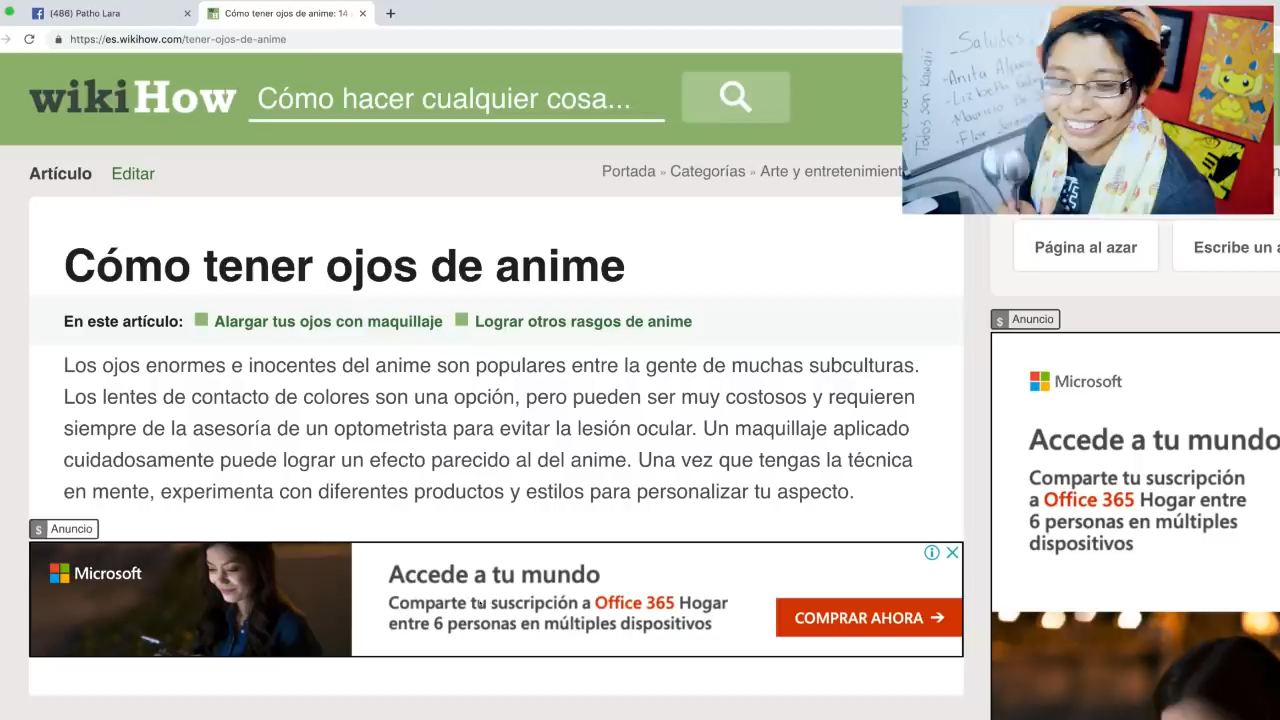 (486) Patho Lara
Cómo tener ojos de anime: 14
https://es.wikihow.com/tener-ojos-de-anime
wikiHow
Cómo hacer cualquier cosa...
Saludos
Anita
Todos son kawaii
Artículo Editar
Portada » Categorías » Arte y entretenimient
Cómo tener ojos de anime
En este artículo: Alargar tus ojos con maquillaje Lograr otros rasgos de anime
Los ojos enormes e inocentes del anime son populares entre la gente de muchas subculturas.
Los lentes de contacto de colores son una opción, pero pueden ser muy costosos y requieren
siempre de la asesoría de un optometrista para evitar la lesión ocular. Un maquillaje aplicado
cuidadosamente puede lograr un efecto parecido al del anime. Una vez que tengas la técnica
en mente, experimenta con diferentes productos y estilos para personalizar tu aspecto.
$ Anuncio
Microsoft
Accede a tu mundo
Comparte tu suscripción a Office 365 Hogar
entre 6 personas en múltiples dispositivos
COMPRAR AHORA →
Página al azar
Escribe un a
$ Anuncio
Microsoft
Accede a tu mundo
Comparte tu suscripción
a Office 365 Hogar entre
6 personas en múltiples
dispositivos